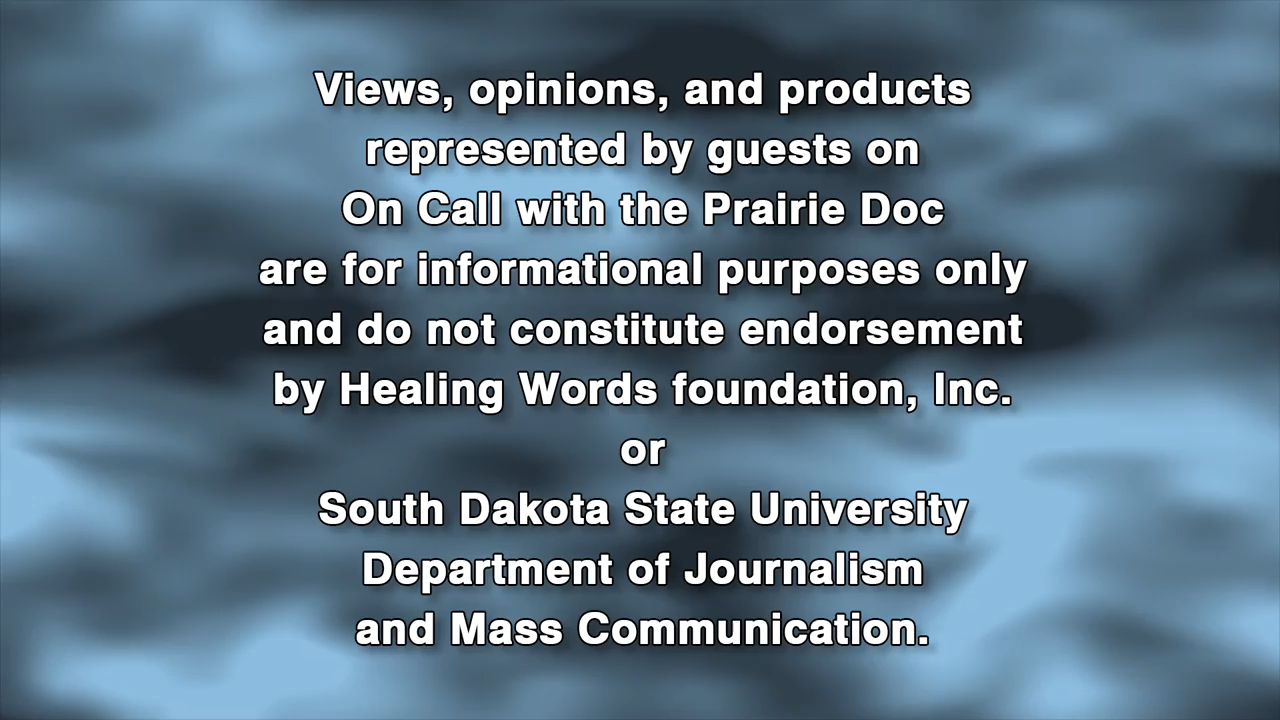 Views, opinions, and products
represented by guests on
On Call with the Prairie Doc
are for informational purposes only
and do not constitute endorsement
by Healing Words foundation, Inc.
or
South Dakota State University
Department of Journalism
and Mass Communication.